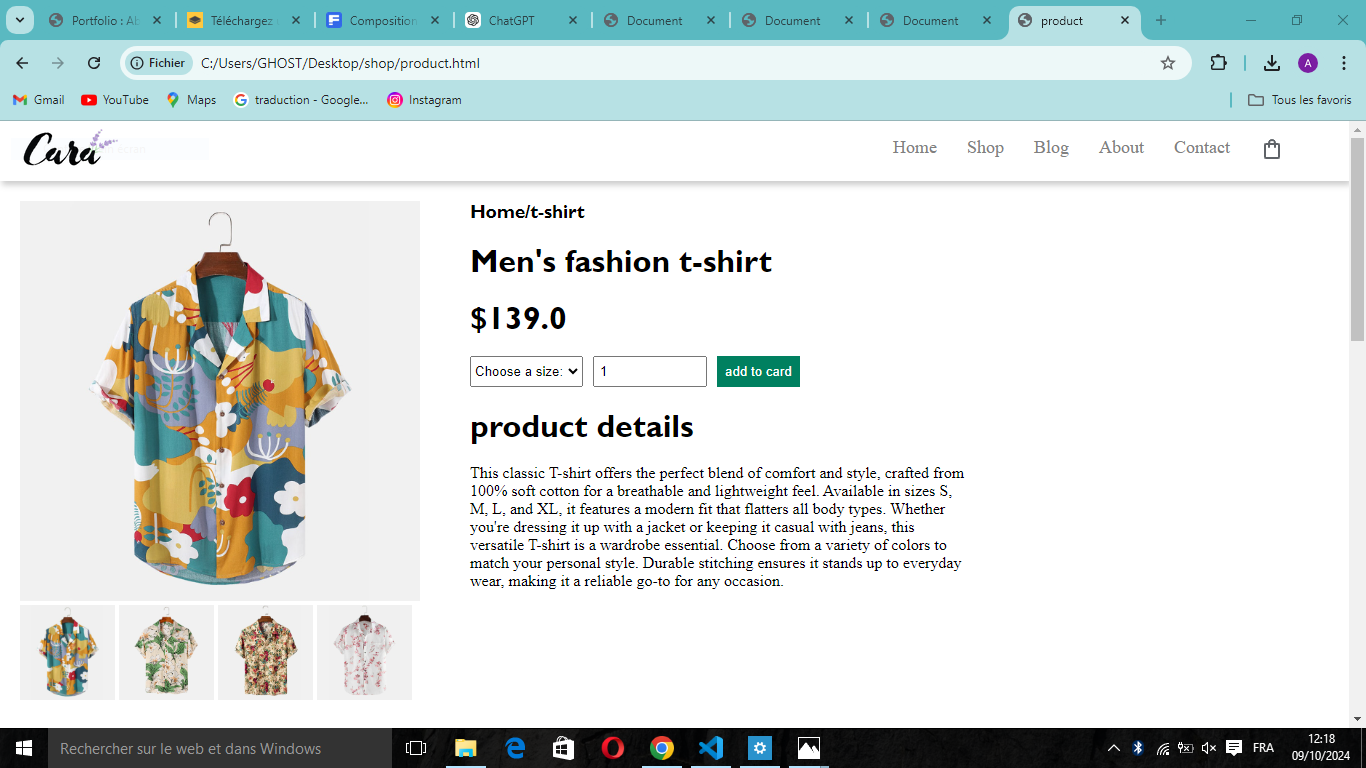 Portfolio : Ab
Téléchargez
Composition
ChatGPT
Document
Document
Document
product
Fichier
C:/Users/GHOST/Desktop/shop/product.html
A
Gmail
YouTube
Maps
traduction - Google...
Instagram
Tous les favoris
Cara
Home
Shop
Blog
About
Contact
Home/t-shirt
Men's fashion t-shirt
$139.0
Choose a size:
1
add to card
product details
This classic T-shirt offers the perfect blend of comfort and style, crafted from
100% soft cotton for a breathable and lightweight feel. Available in sizes S,
M, L, and XL, it features a modern fit that flatters all body types. Whether
you're dressing it up with a jacket or keeping it casual with jeans, this
versatile T-shirt is a wardrobe essential. Choose from a variety of colors to
match your personal style. Durable stitching ensures it stands up to everyday
wear, making it a reliable go-to for any occasion.
Rechercher sur le web et dans Windows
FRA
12:18
09/10/2024